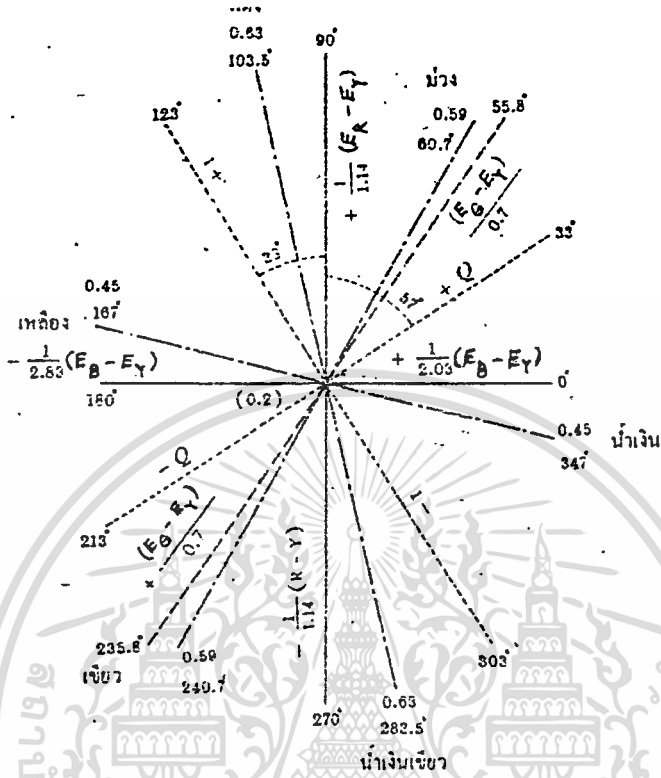 0.63
103.5°
90°
ม่วง
0.59
60.7°
55.8°
123°
+ 1/1.14 (E_R - E_Y)
(E_G - E_Y)/0.7
33°
+ Q
57°
0.45
167°
เหลือง
- 1/2.83 (E_B - E_Y)
180°
(0.2)
+ 1/2.03 (E_B - E_Y)
0°
0.45
น้ำเงิน
347°
- Q
213°
+ (E_G - E_Y)/0.7
- 1/1.14 (R - Y)
I -
235.8°
เขียว
0.59
240.7°
270°
0.63
283.5°
303°
น้ำเงินเขียว